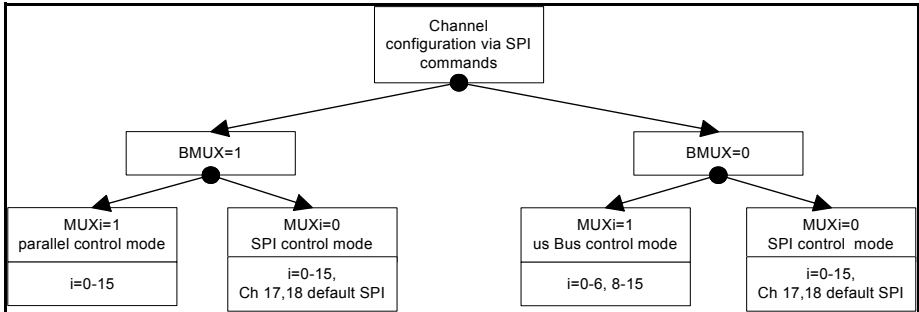 Channel
configuration via SPI
commands
BMUX=1
BMUX=0
MUXi=1
parallel control mode
i=0-15
MUXi=0
SPI control mode
i=0-15,
Ch 17,18 default SPI
MUXi=1
us Bus control mode
i=0-6, 8-15
MUXi=0
SPI control mode
i=0-15,
Ch 17,18 default SPI